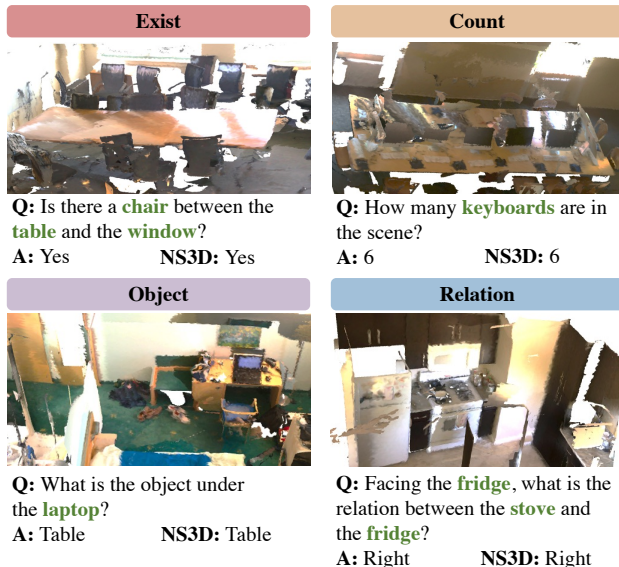 Exist
Q: Is there a chair between the
table and the window?
A: Yes NS3D: Yes
Count
Q: How many keyboards are in
the scene?
A: 6 NS3D: 6
Object
Q: What is the object under
the laptop?
A: Table NS3D: Table
Relation
Q: Facing the fridge, what is the
relation between the stove and
the fridge?
A: Right NS3D: Right